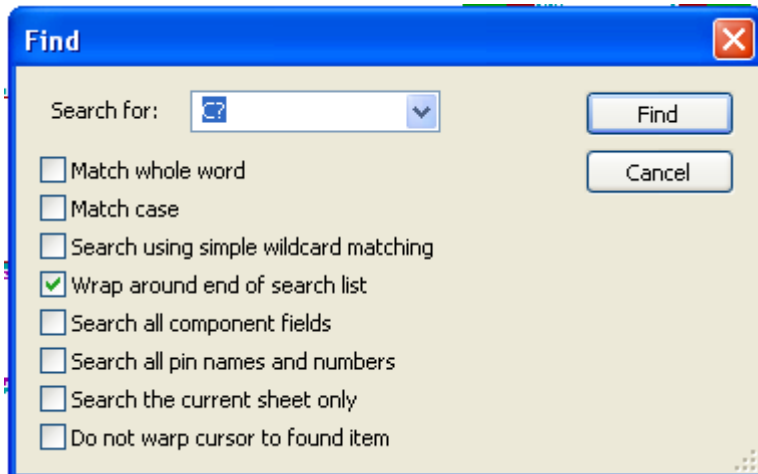 Find
Search for: C? Find
Match whole word Cancel
Match case
Search using simple wildcard matching
Wrap around end of search list
Search all component fields
Search all pin names and numbers
Search the current sheet only
Do not warp cursor to found item